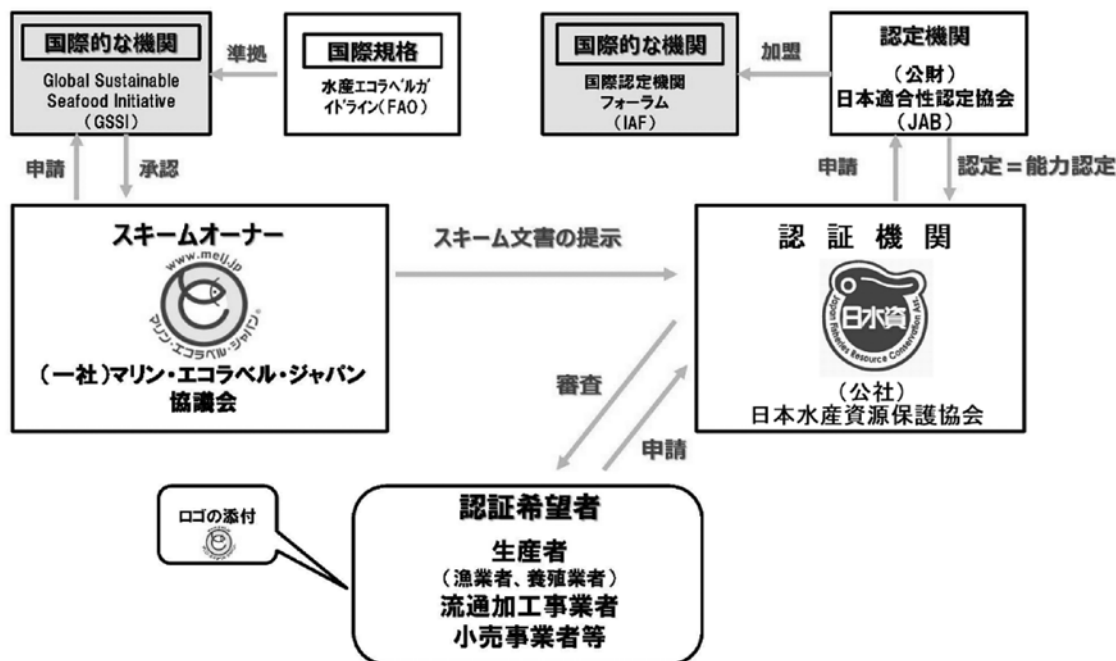 国際的な機関
Global Sustainable
Seafood Initiative
(GSSI)
準拠
国際規格
水産エコラベルガ
イドライン(FAO)
国際的な機関
国際認定機関
フォーラム
(IAF)
加盟
認定機関
(公財)
日本適合性認定協会
(JAB)
申請
承認
申請
認定=能力認定
スキームオーナー
www.melj.jp
マリン・エコラベル・ジャパン
(一社)マリン・エコラベル・ジャパン
協議会
スキーム文書の提示
認証機関
日水資
Japan Fisheries Resource Conservation Ass.
(公社)
日本水産資源保護協会
審査
申請
ロゴの添付
認証希望者
生産者
(漁業者、養殖業者)
流通加工事業者
小売事業者等